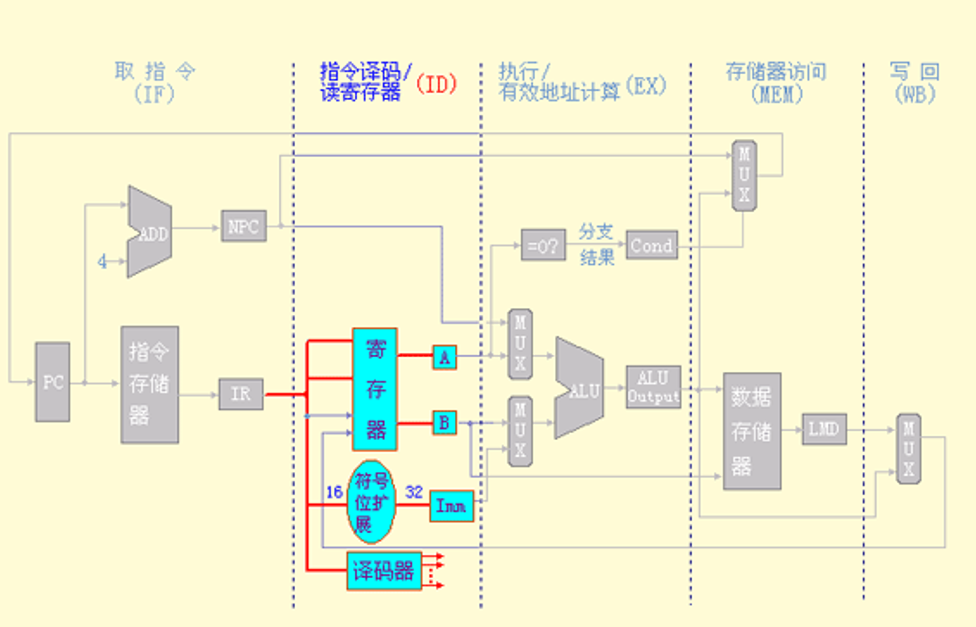 取 指 令
(IF)
指令译码/
读寄存器
(ID)
执行/
有效地址计算
(EX)
存储器访问
(MEM)
写 回
(WB)
M
U
X
ADD
NPC
4
=0?
分支
结果
Cond
PC
指令
存储
器
IR
寄
存
器
A
B
M
U
X
M
U
X
ALU
ALU
Output
数据
存储
器
LMD
M
U
X
16
符号
位扩
展
32
Imm
译码器